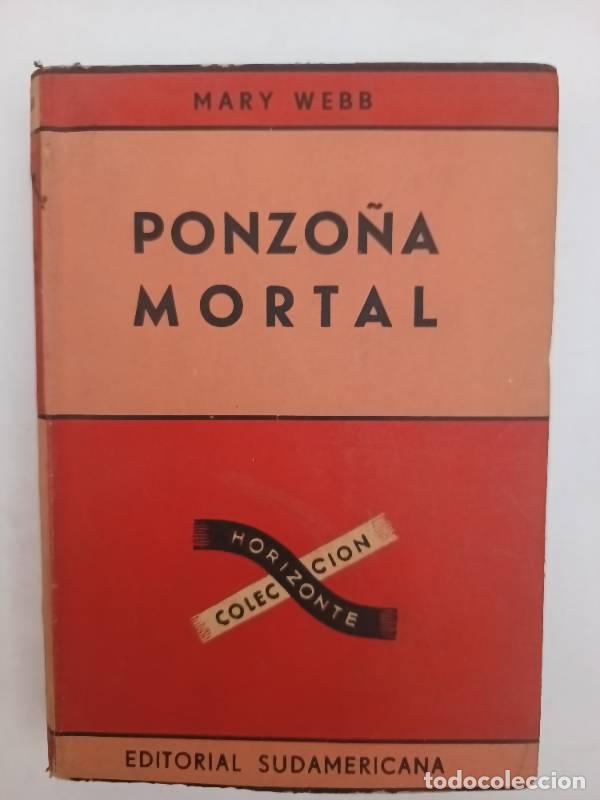 MARY WEBB
PONZOÑA
MORTAL
HORIZONTE
COLECCION
EDITORIAL SUDAMERICANA
todocoleccion